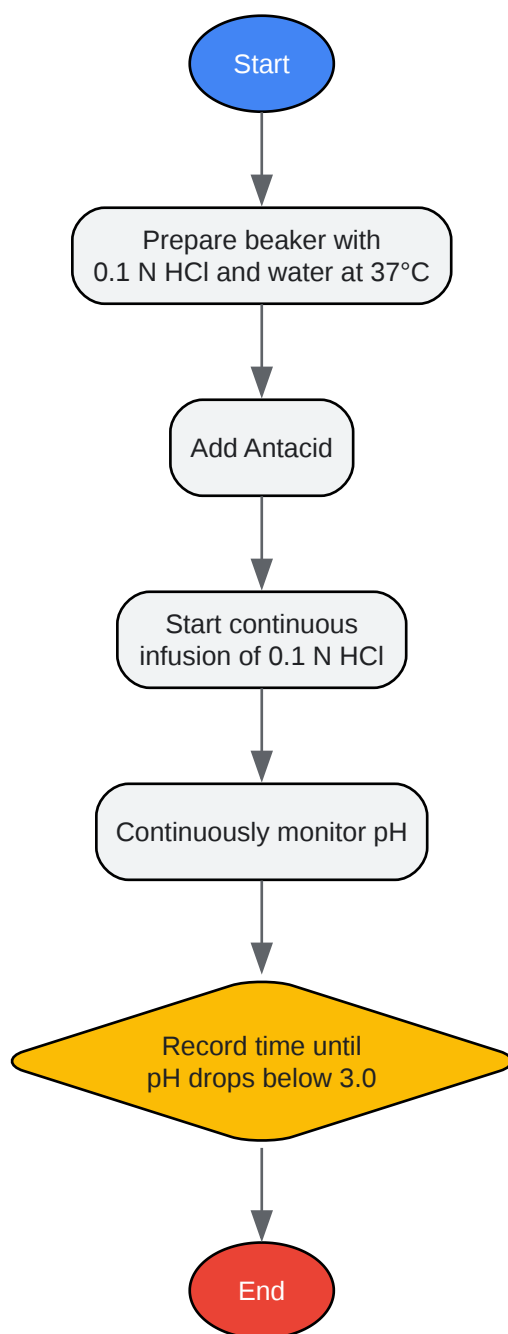 Start
Prepare beaker with
0.1 N HCl and water at 37°C
Add Antacid
Start continuous
infusion of 0.1 N HCl
Continuously monitor pH
Record time until
pH drops below 3.0
End